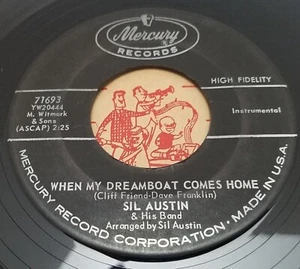 Mercury
RECORDS
HIGH FIDELITY
71693
YW20444
M. Witmark
& Sons
(ASCAP) 2:25
Instrumental
WHEN MY DREAMBOAT COMES HOME
(Cliff Friend-Dave Franklin)
SIL AUSTIN
& His Band
Arranged by Sil Austin
MERCURY RECORD CORPORATION • MADE IN U.S.A.